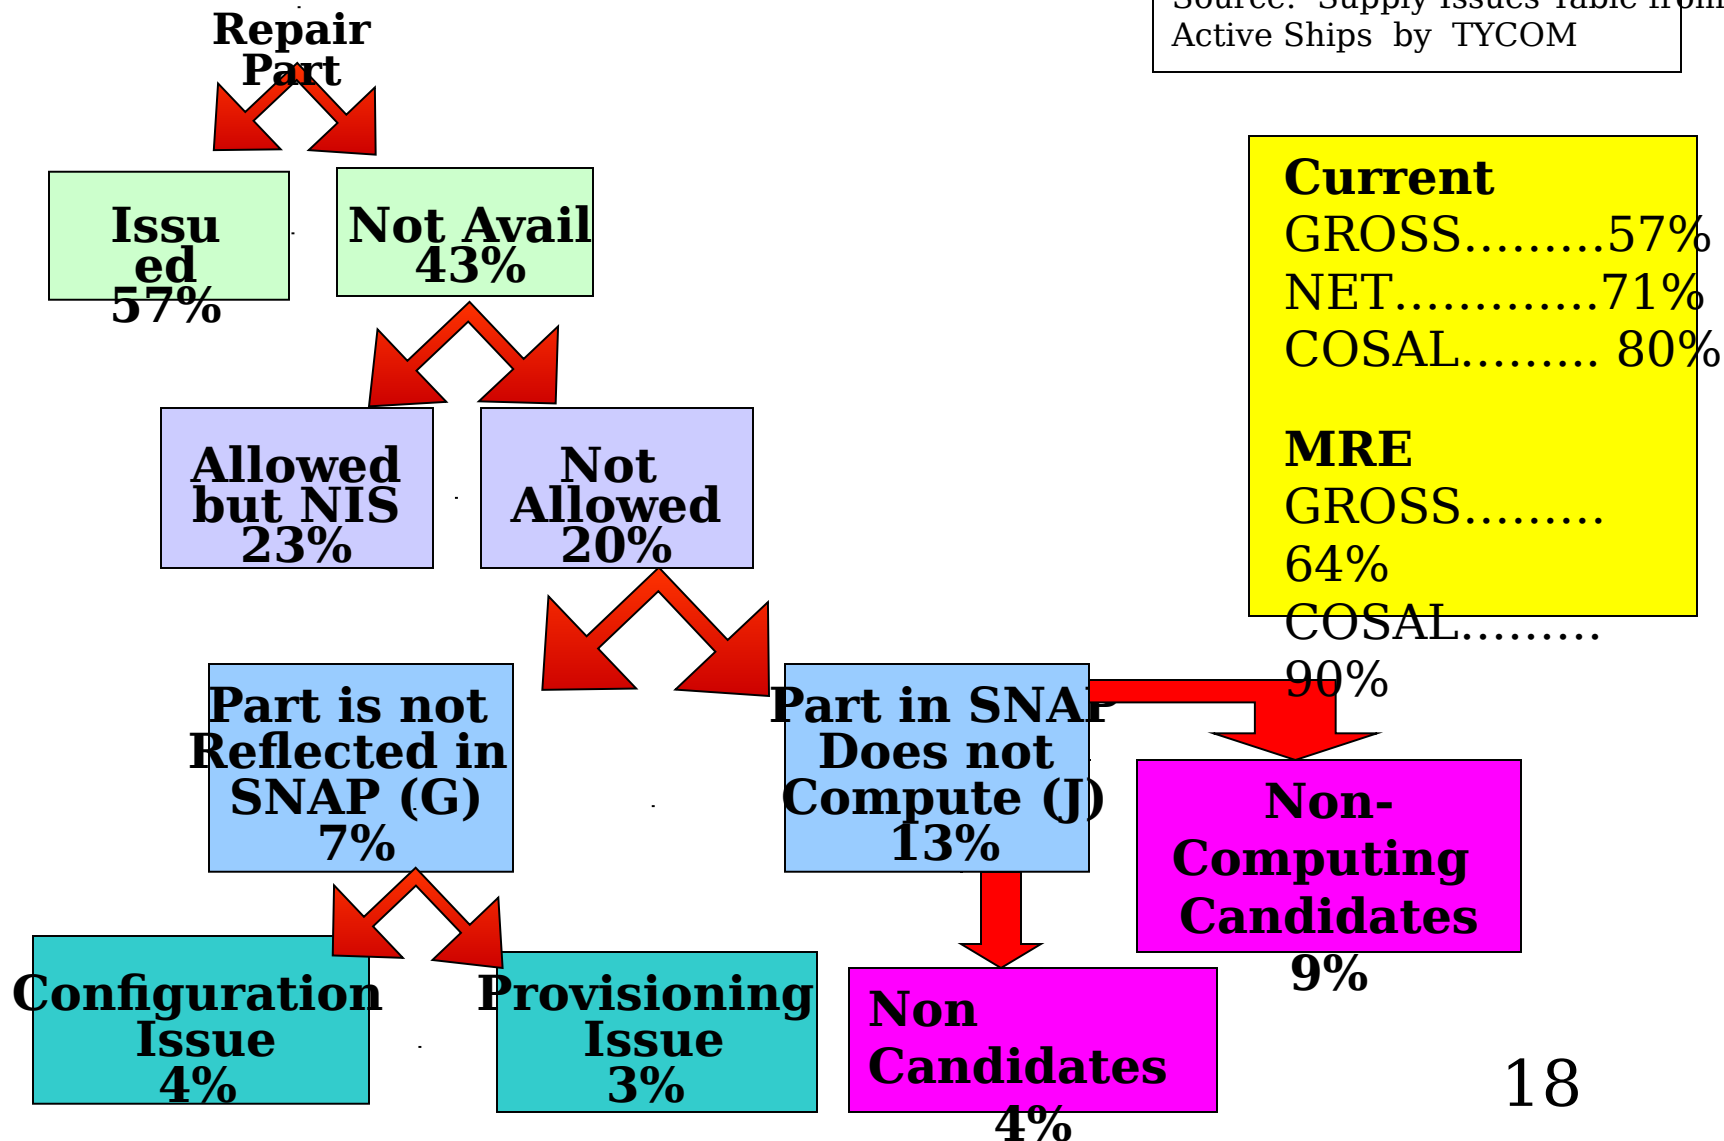 Source: Supply Issues Table from
Active Ships by TYCOM
Repair
Part
Issu
ed
57%
Not Avail
43%
Current
GROSS.........57%
NET.............71%
COSAL......... 80%
MRE
GROSS.........
64%
COSAL.........
90%
Allowed
but NIS
23%
Not
Allowed
20%
Part is not
Reflected in
SNAP (G)
7%
Part in SNAP
Does not
Compute (J)
13%
Non-
Computing
Candidates
9%
Configuration
Issue
4%
Provisioning
Issue
3%
Non
Candidates
4%
18